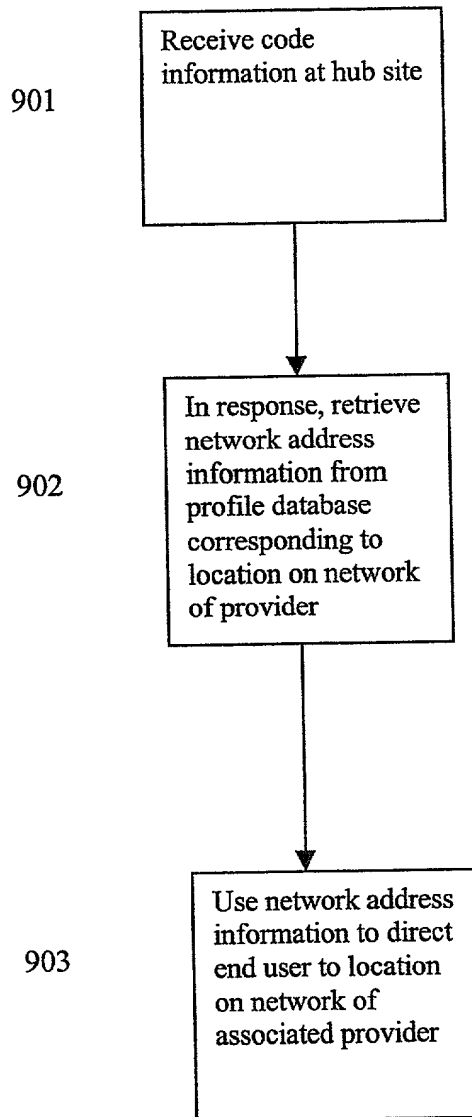 901
Receive code
information at hub site
902
In response, retrieve
network address
information from
profile database
corresponding to
location on network
of provider
903
Use network address
information to direct
end user to location
on network of
associated provider